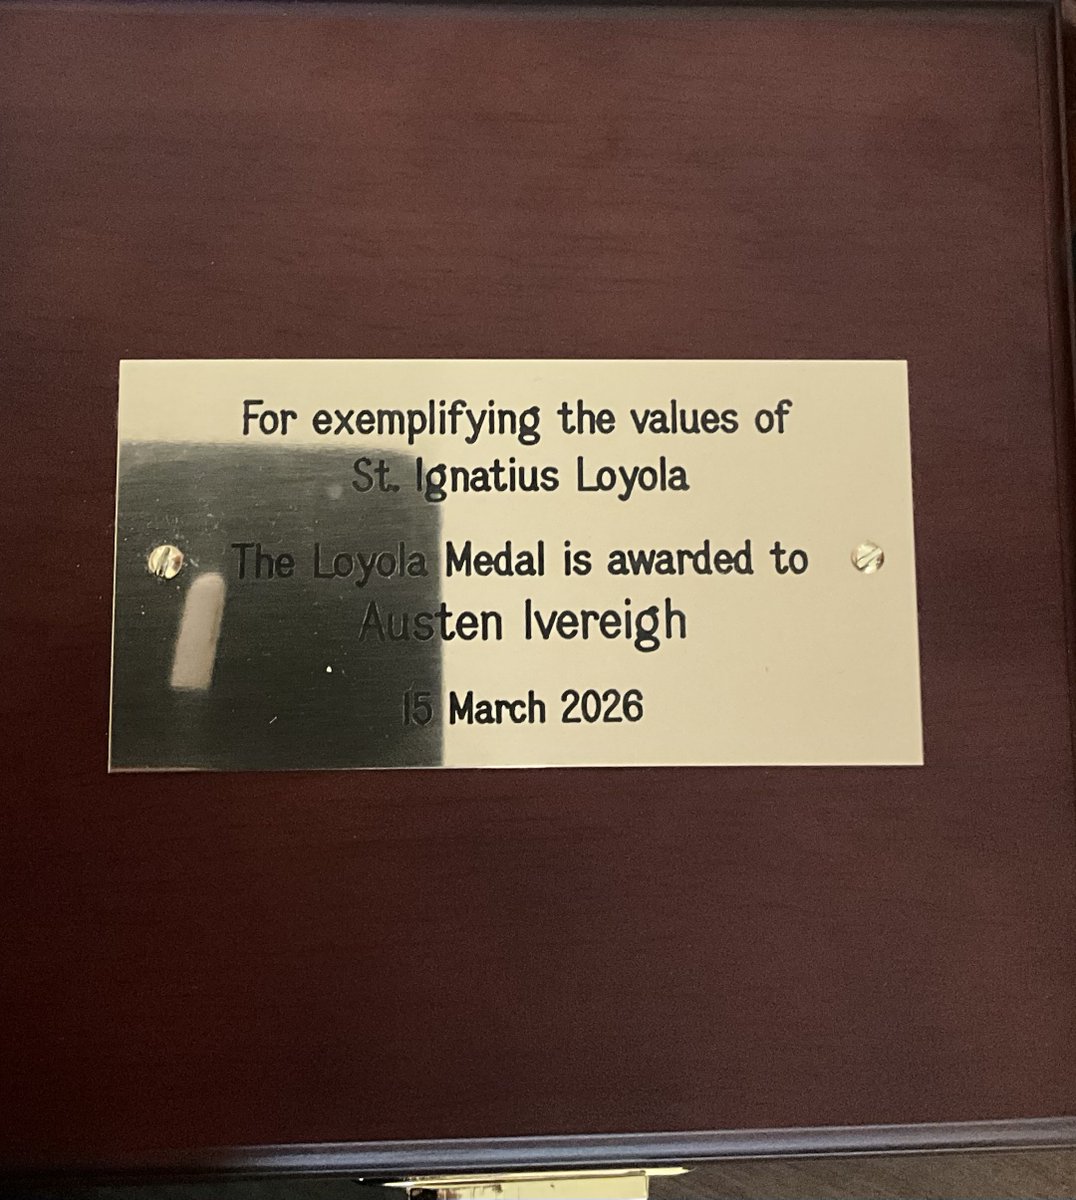 For exemplifying the values of
St. Ignatius Loyola
The Loyola Medal is awarded to
Austen Ivereigh
15 March 2026